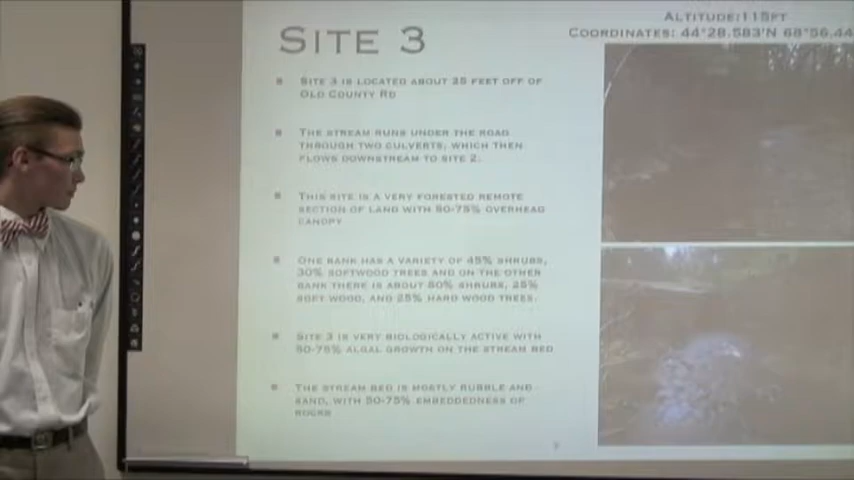 SITE 3
ALTITUDE:115FT
COORDINATES: 44°28.583'N 68°56.44
SITE 3 IS LOCATED ABOUT 25 FEET OFF OF
OLD COUNTY RD
THE STREAM RUNS UNDER THE ROAD
THROUGH TWO CULVERTS, WHICH THEN
FLOWS DOWNSTREAM TO SITE 2.
THIS SITE IS A VERY FORESTED REMOTE
SECTION OF LAND WITH 50-75% OVERHEAD
CANOPY
ONE BANK HAS A VARIETY OF 45% SHRUBS,
30% SOFTWOOD TREES AND ON THE OTHER
BANK THERE IS ABOUT 50% SHRUBS, 25%
SOFT WOOD, AND 25% HARD WOOD TREES.
SITE 3 IS VERY BIOLOGICALLY ACTIVE WITH
50-75% ALGAL GROWTH ON THE STREAM BED
THE STREAM BED IS MOSTLY RUBBLE AND
SAND, WITH 50-75% EMBEDDEDNESS OF
ROCKS